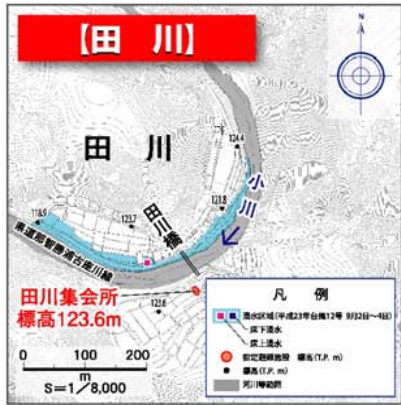 【田 川】
N
124.4
田 川
小川
121.8
118.9
123.7
田川橋
県道那智勝浦古座川線
田川集会所
標高123.6m
123.6
0 100 200
m
S=1/8,000
凡 例
浸水区域(平成23年台風12号 9月2日～4日)
床下浸水
床上浸水
指定避難施設 標高(T.P. m)
標高(T.P. m)
河川等範囲